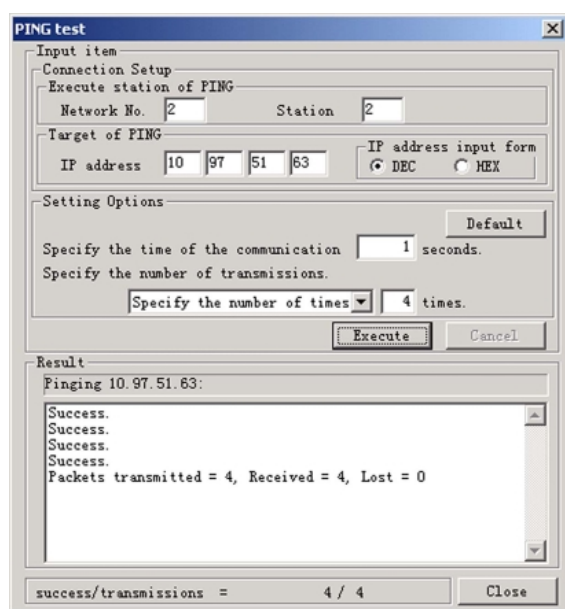 PING test
Input item
Connection Setup
Execute station of PING
Network No. 2 Station 2
Target of PING
IP address 10 97 51 63
IP address input form
DEC HEX
Setting Options
Default
Specify the time of the communication 1 seconds.
Specify the number of transmissions.
Specify the number of times 4 times.
Execute Cancel
Result
Pinging 10.97.51.63:
Success.
Success.
Success.
Success.
Packets transmitted = 4, Received = 4, Lost = 0
success/transmissions = 4 / 4 Close